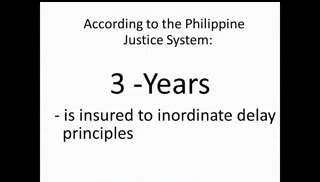 According to the Philippine
Justice System:
3 -Years
- is insured to inordinate delay
principles